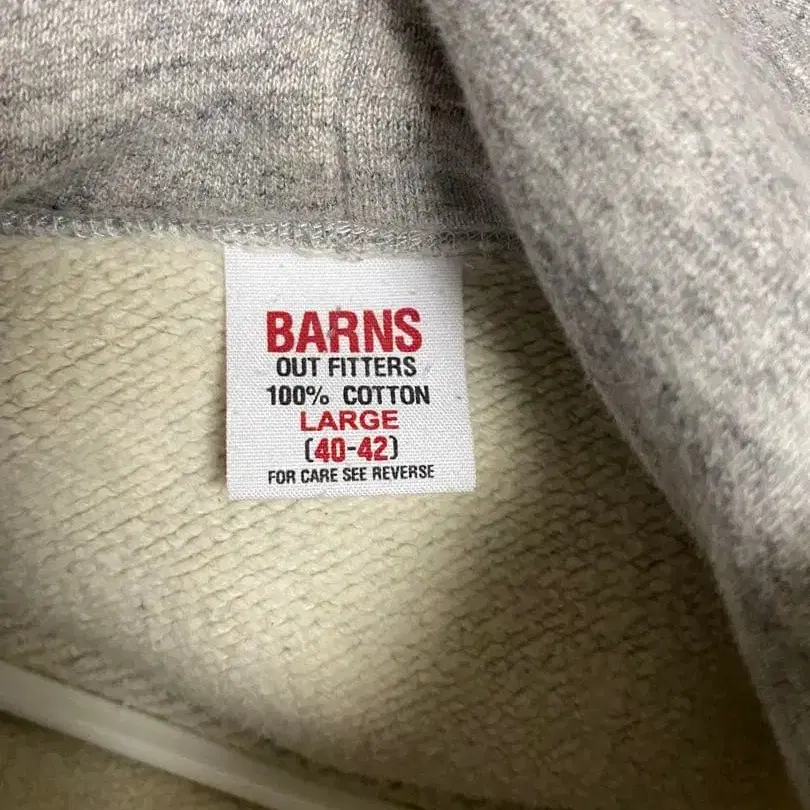 BARNS
OUT FITTERS
100% COTTON
LARGE
(40-42)
FOR CARE SEE REVERSE